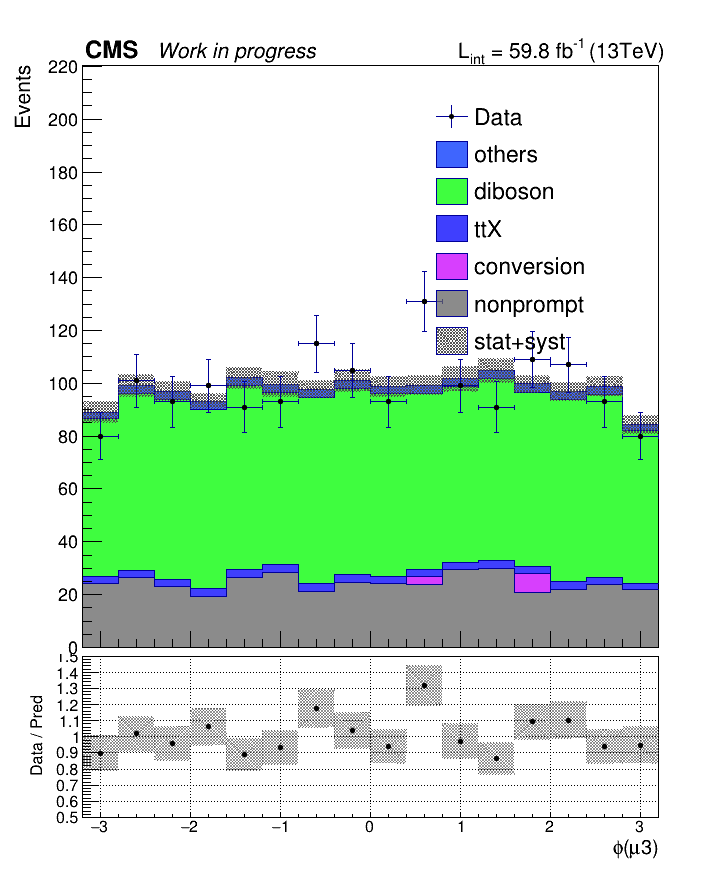 CMS Work in progress L_int = 59.8 fb⁻¹ (13TeV)
Events
220
200
180
160
140
120
100
80
60
40
20
0
Data
others
diboson
ttX
conversion
nonprompt
stat+syst
Data / Pred
1.5
1.4
1.3
1.2
1.1
1
0.9
0.8
0.7
0.6
0.5
−3 −2 −1 0 1 2 3
ϕ(μ3)